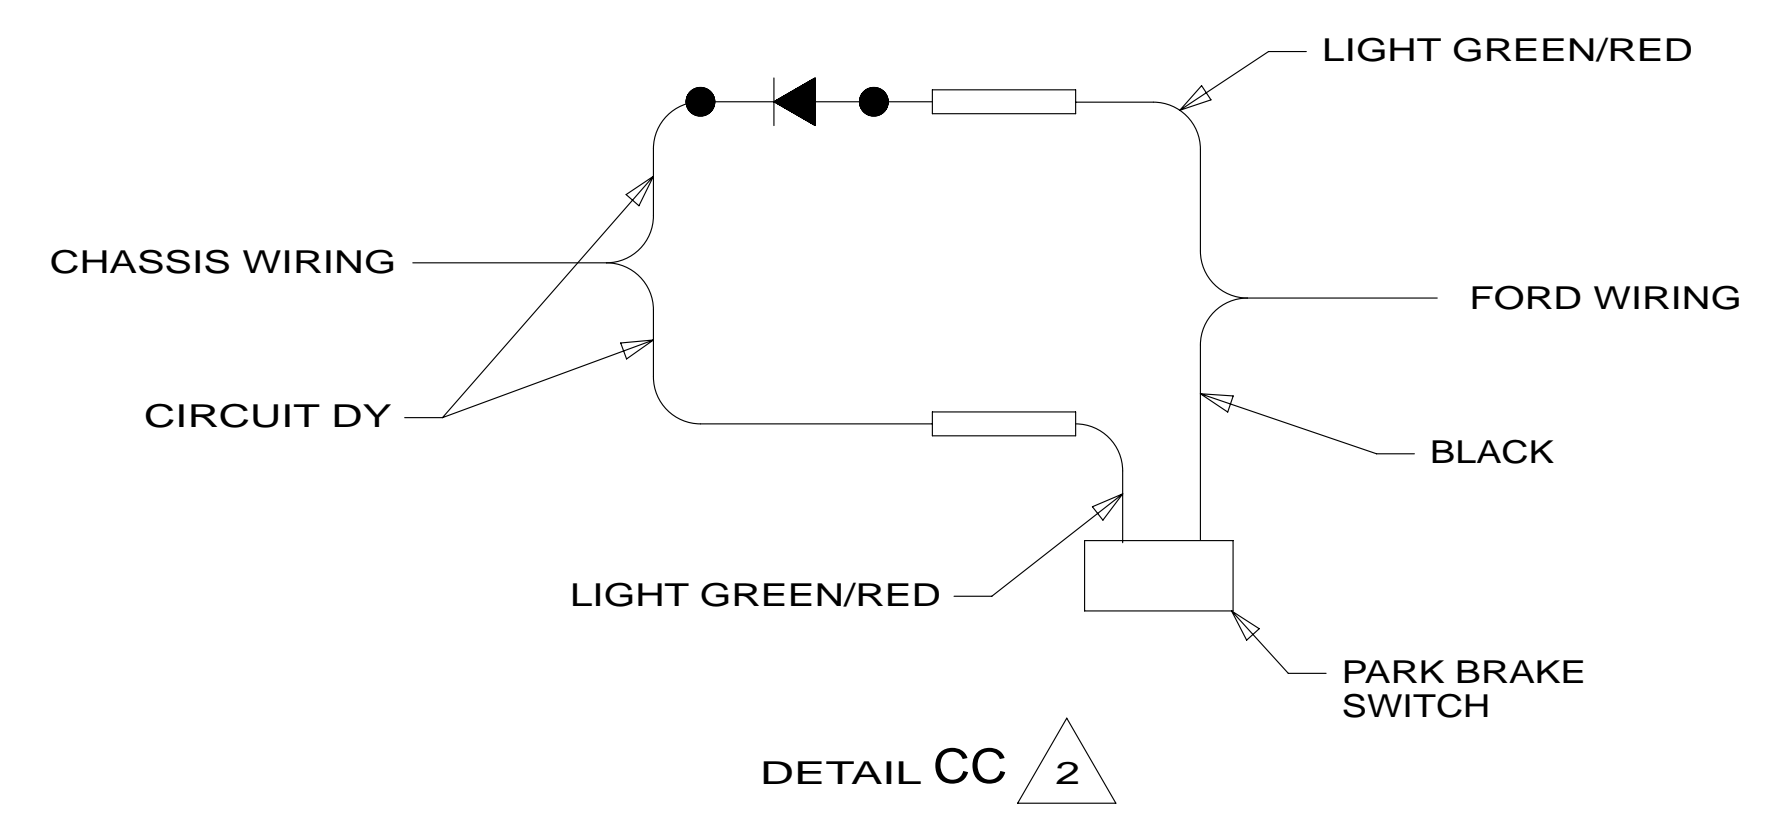 LIGHT GREEN/RED
CHASSIS WIRING
FORD WIRING
CIRCUIT DY
BLACK
LIGHT GREEN/RED
PARK BRAKE
SWITCH
DETAIL CC 2